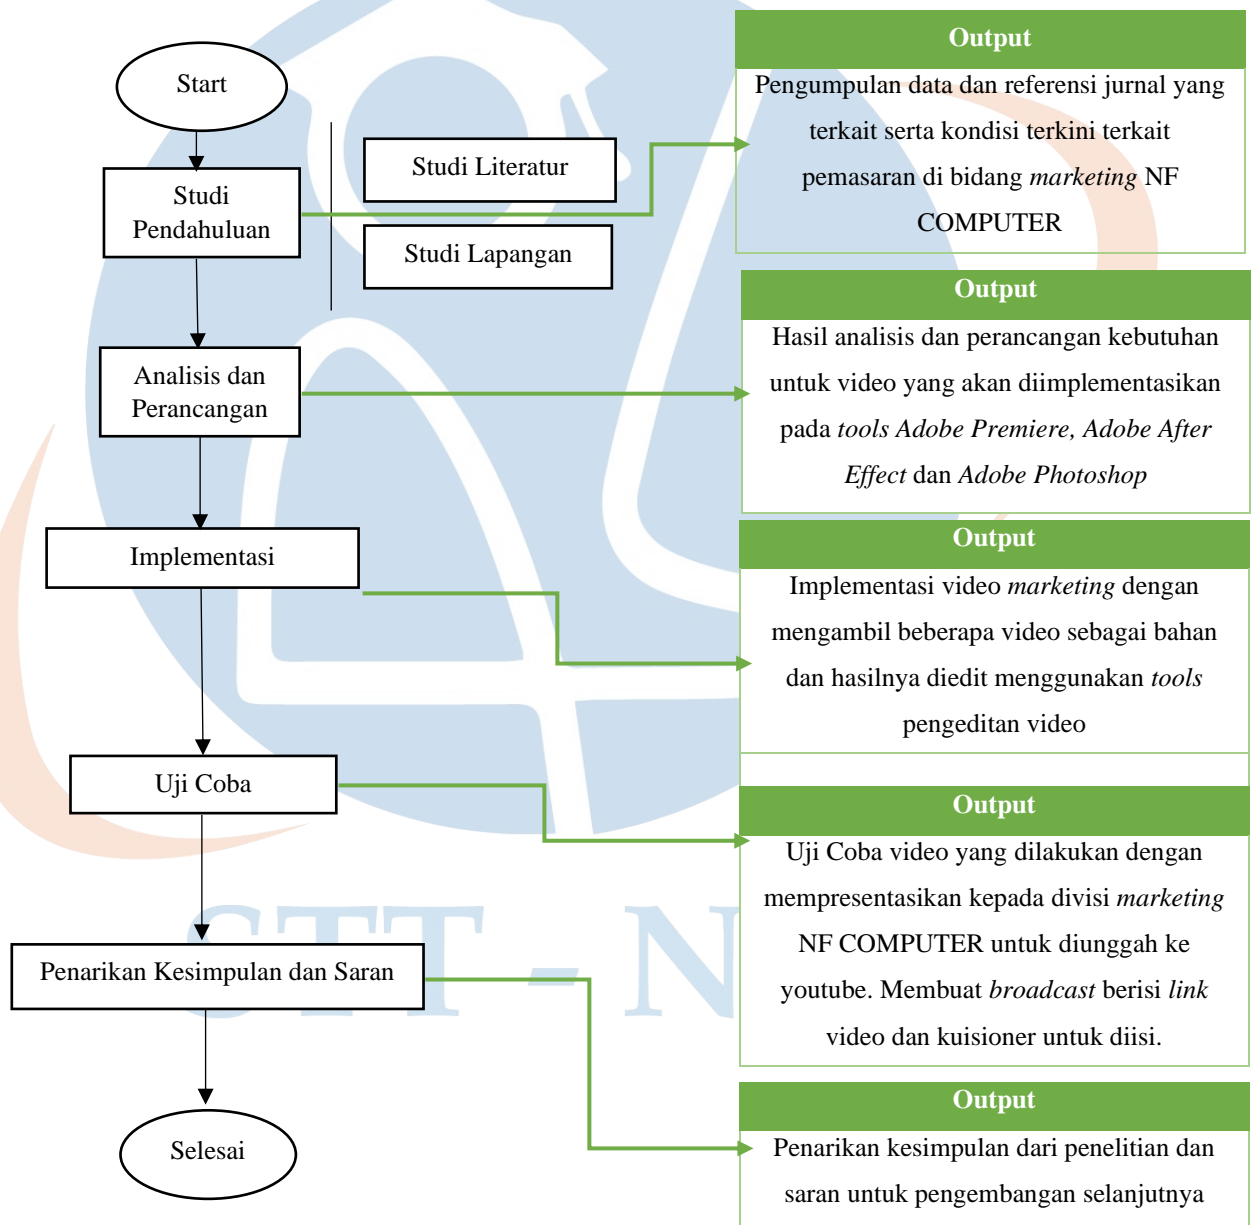 Start
Studi
Pendahuluan
Studi Literatur
Studi Lapangan
Output
Pengumpulan data dan referensi jurnal yang
terkait serta kondisi terkini terkait
pemasaran di bidang marketing NF
COMPUTER
Analisis dan
Perancangan
Output
Hasil analisis dan perancangan kebutuhan
untuk video yang akan diimplementasikan
pada tools Adobe Premiere, Adobe After
Effect dan Adobe Photoshop
Implementasi
Output
Implementasi video marketing dengan
mengambil beberapa video sebagai bahan
dan hasilnya diedit menggunakan tools
pengeditan video
Uji Coba
Output
Uji Coba video yang dilakukan dengan
mempresentasikan kepada divisi marketing
NF COMPUTER untuk diunggah ke
youtube. Membuat broadcast berisi link
video dan kuisioner untuk diisi.
STT - N
Penarikan Kesimpulan dan Saran
Output
Penarikan kesimpulan dari penelitian dan
saran untuk pengembangan selanjutnya
Selesai